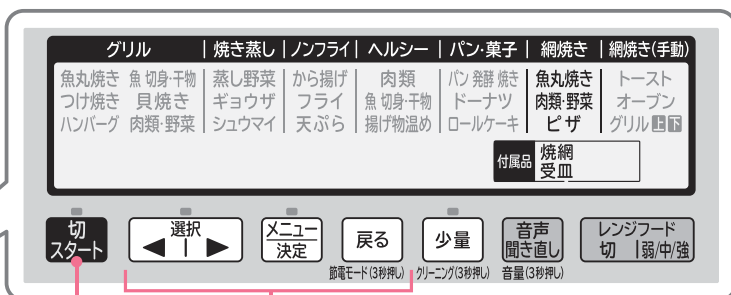 グリル | 焼き蒸し | ノンフライ | ヘルシー | パン・菓子 | 網焼き | 網焼き(手動)
魚丸焼き 魚切身・干物 | 蒸し野菜 | から揚げ | 肉類 | パン発酵焼き | 魚丸焼き | トースト
つけ焼き 貝焼き | ギョウザ | フライ | 魚切身・干物 | ドーナツ | 肉類・野菜 | オーブン
ハンバーグ 肉類・野菜 | シュウマイ | 天ぷら | 揚げ物温め | ロールケーキ | ピザ | グリル上下
付属品 焼網
受皿
切 選択 メニュー 戻る 少量 音声 レンジフード
スタート ◀ | ▶ 決定 聞き直し 切 | 弱/中/強
節電モード(3秒押し) クリーニング(3秒押し) 音量(3秒押し)